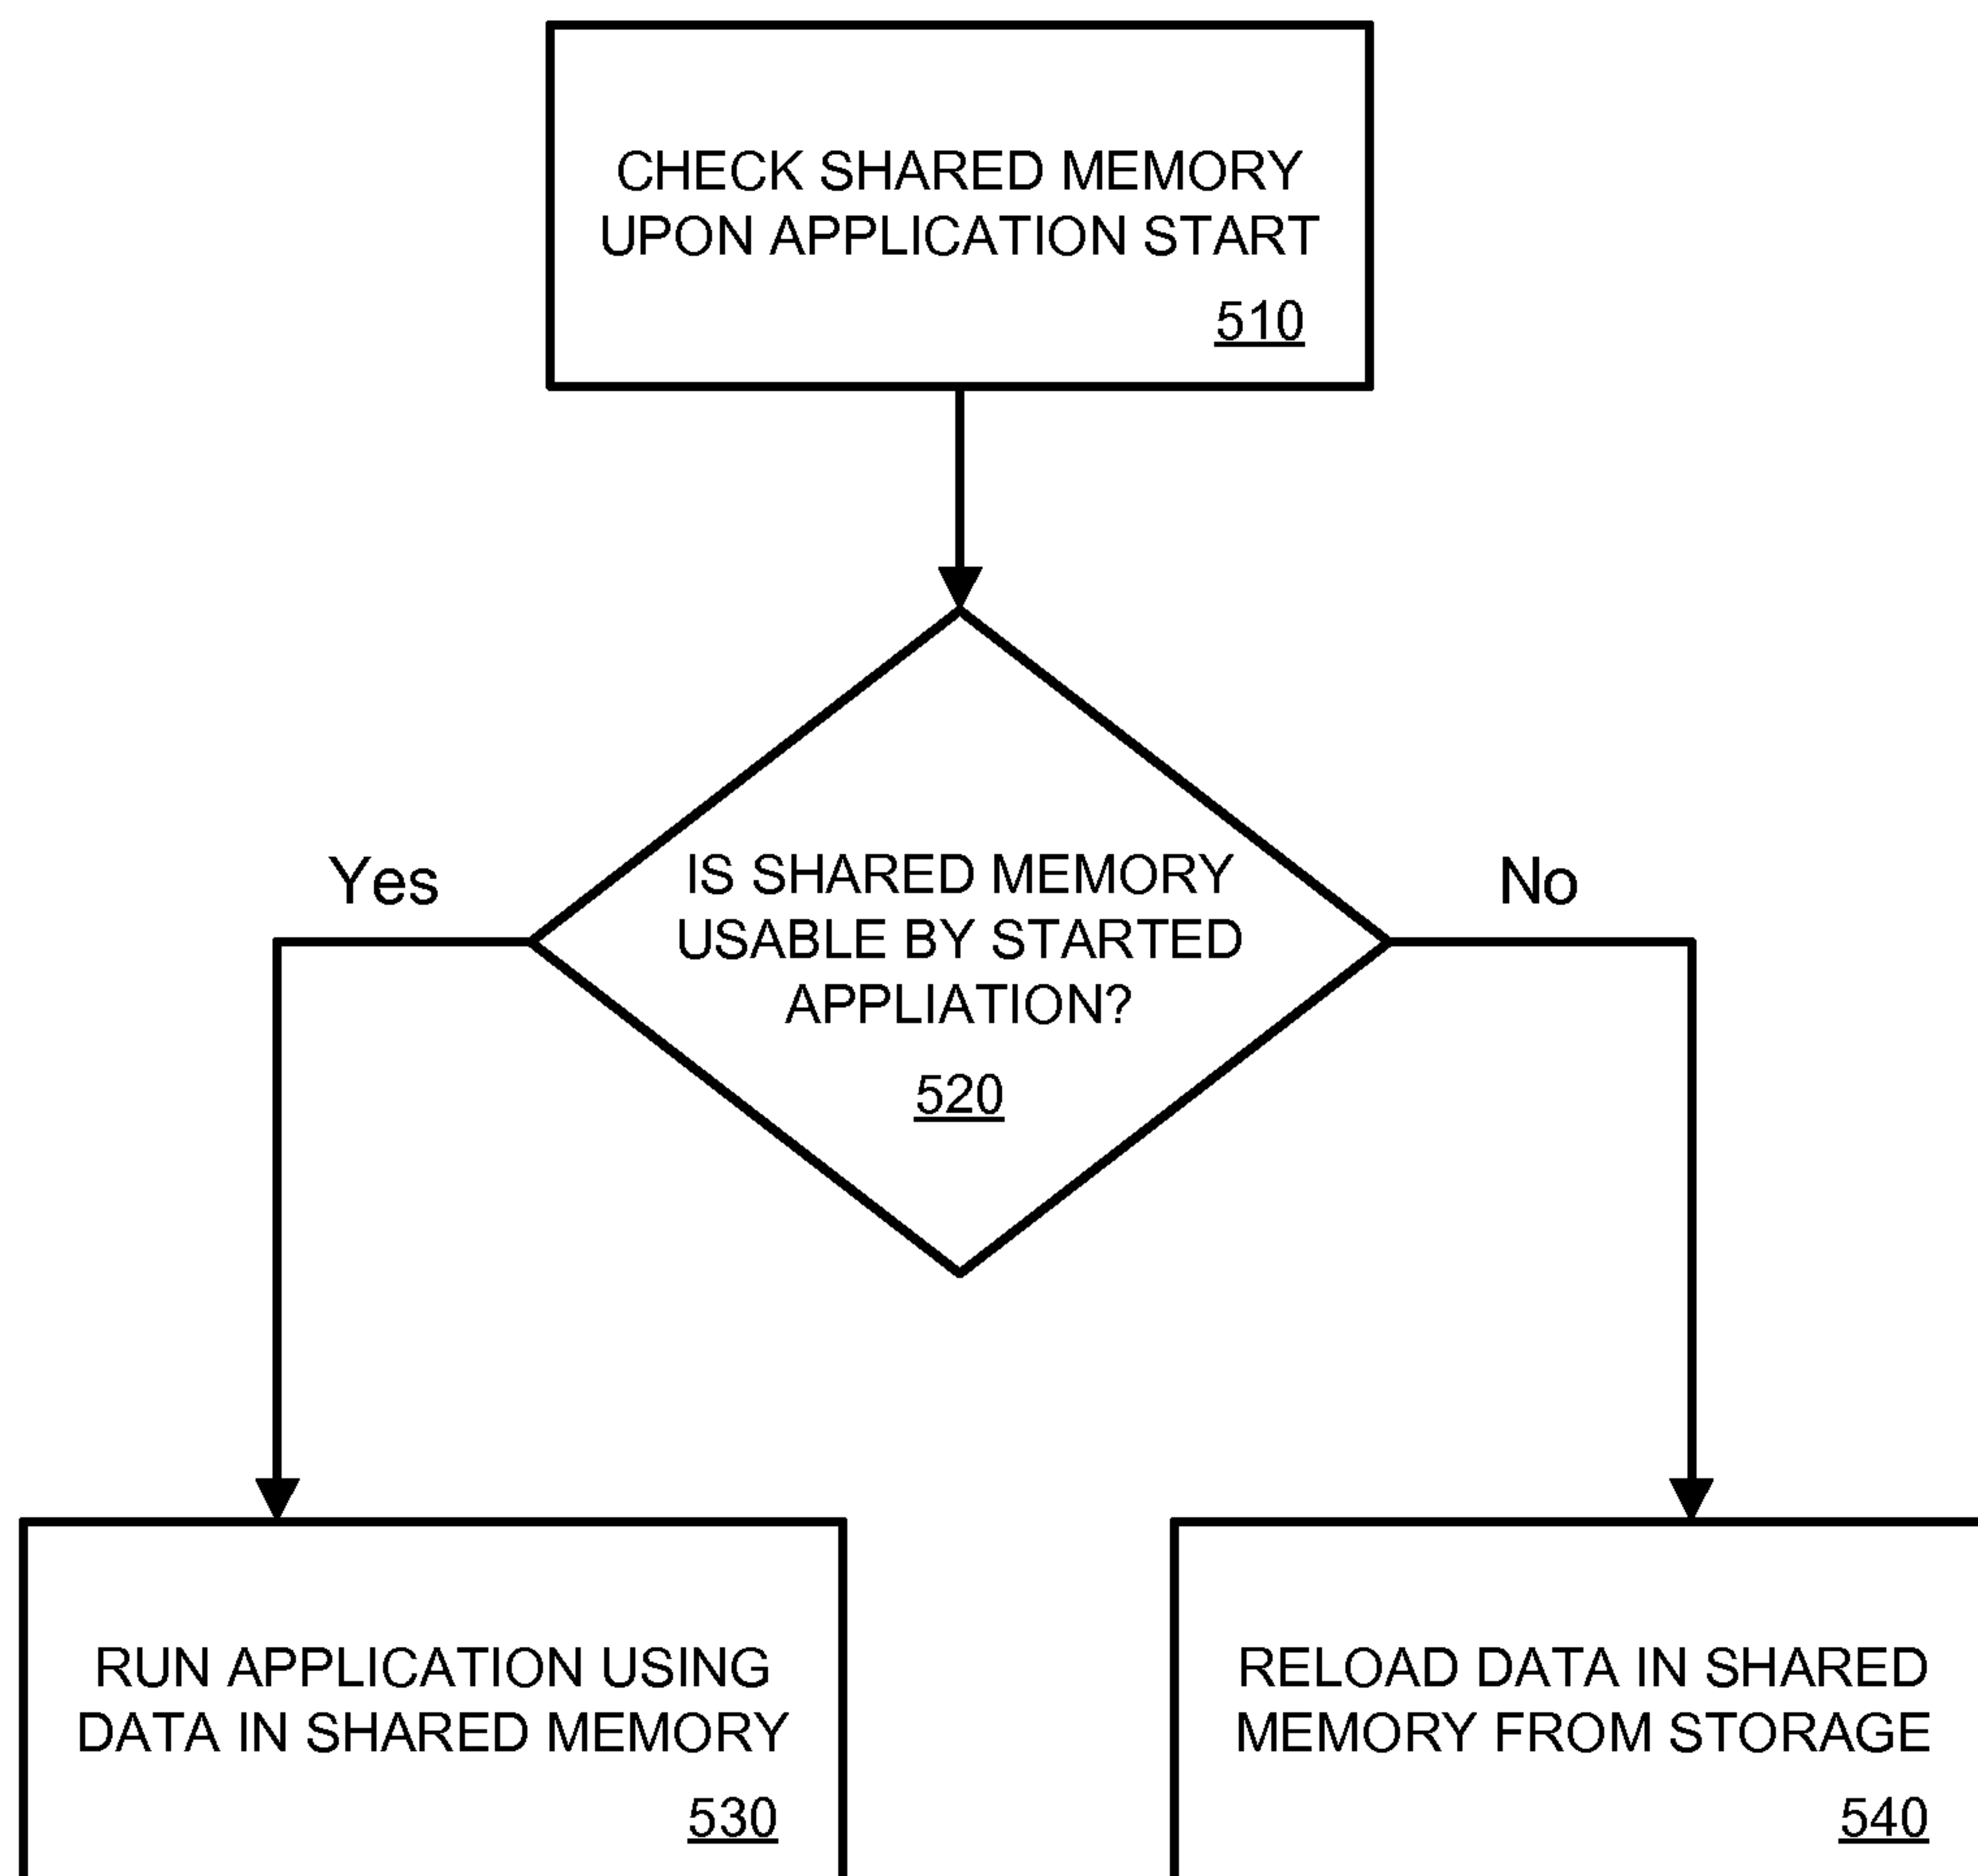 CHECK SHARED MEMORY
UPON APPLICATION START
510
Yes
No
IS SHARED MEMORY
USABLE BY STARTED
APPLIATION?
520
RUN APPLICATION USING
DATA IN SHARED MEMORY
530
RELOAD DATA IN SHARED
MEMORY FROM STORAGE
540